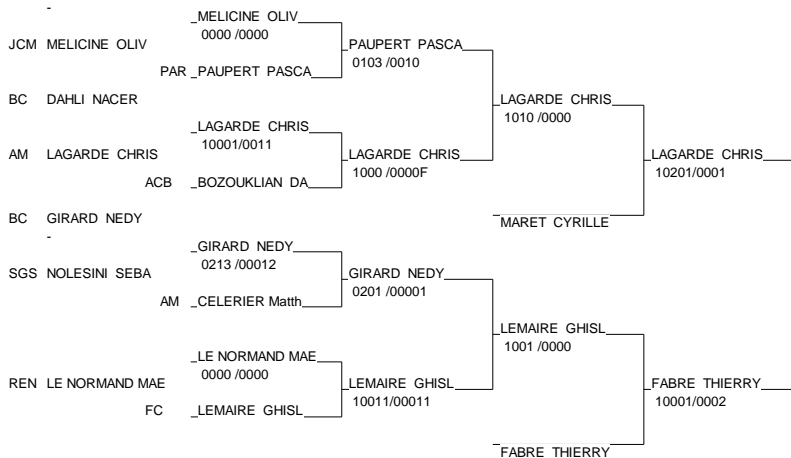 -
_MELICINE OLIV
0000 /0000
JCM MELICINE OLIV
PAUPERT PASCA
0103 /0010
PAR _PAUPERT PASCA
BC DAHLI NACER
LAGARDE CHRIS
1010 /0000
_LAGARDE CHRIS
10001/0011
AM LAGARDE CHRIS
LAGARDE CHRIS
1000 /0000F
LAGARDE CHRIS
10201/0001
ACB _BOZOUKLIAN DA
BC GIRARD NEDY
MARET CYRILLE
-
_GIRARD NEDY
0213 /00012
SGS NOLESINI SEBA
GIRARD NEDY
0201 /00001
AM _CELERIER Matth
LEMAIRE GHISL
1001 /0000
_LE NORMAND MAE
0000 /0000
REN LE NORMAND MAE
LEMAIRE GHISL
10011/00011
FABRE THIERRY
10001/0002
FC _LEMAIRE GHISL
FABRE THIERRY